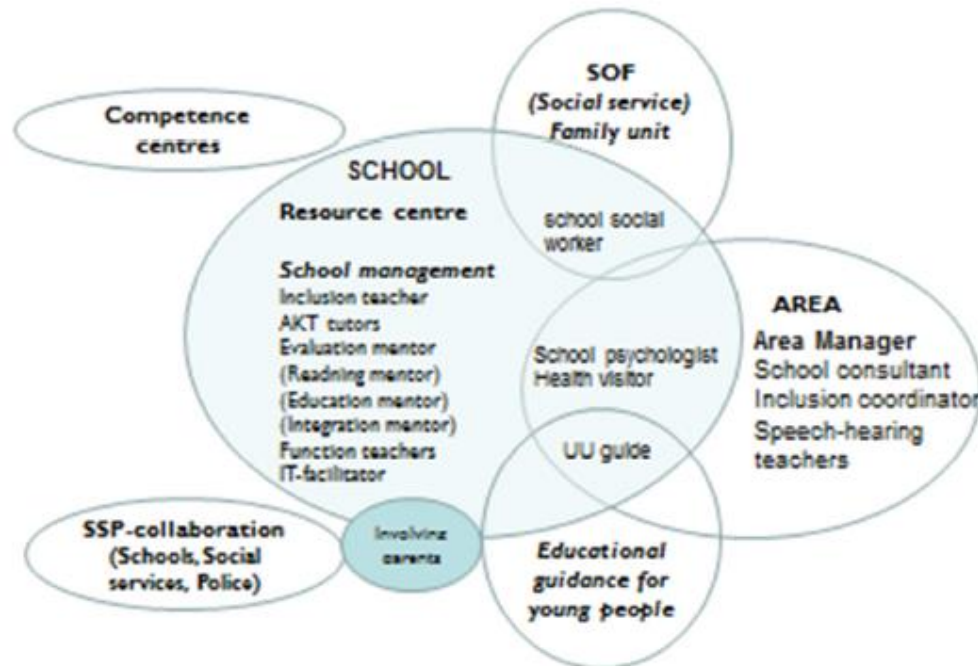 Competence
centres
SOF
(Social service)
Family unit
SCHOOL
Resource centre
school social
worker
School management
Inclusion teacher
AKT tutors
Evaluation mentor
(Readning mentor)
(Education mentor)
(Integration mentor)
Function teachers
IT-facilitator
School psychologist
Health visitor
UU guide
AREA
Area Manager
School consultant
Inclusion coordinator
Speech-hearing
teachers
SSP-collaboration
(Schools, Social
services, Police)
Involving
parents
Educational
guidance for
young people